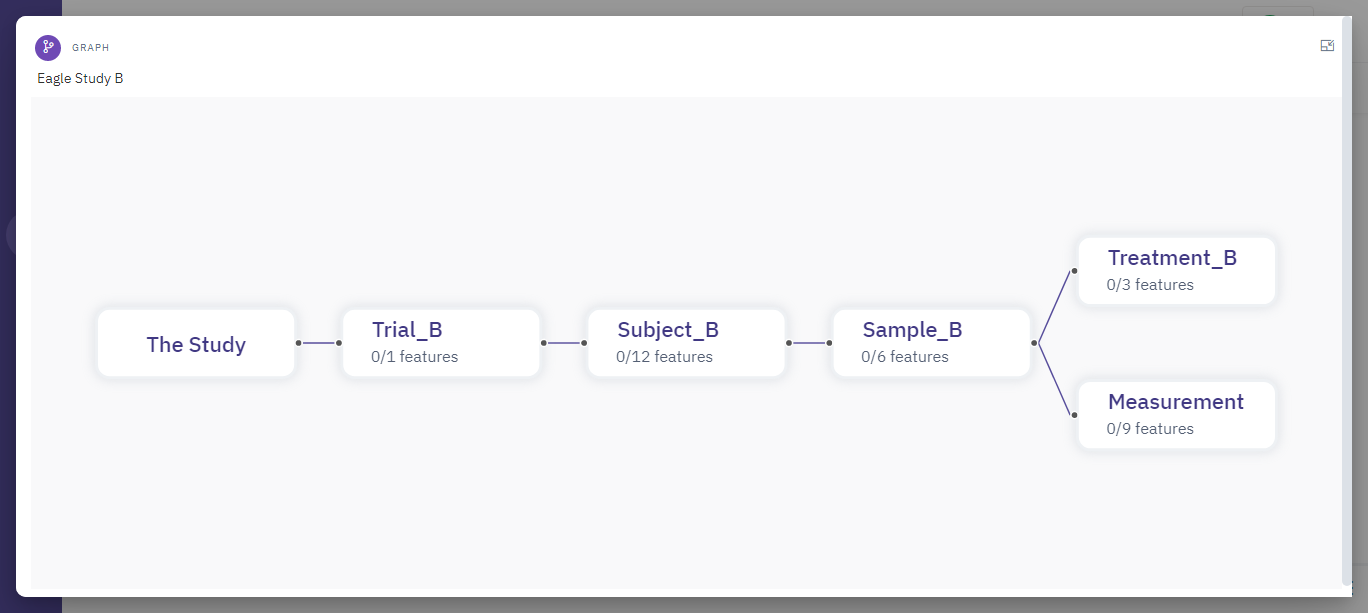 GRAPH
Eagle Study B
The Study
Trial_B
0/1 features
Subject_B
0/12 features
Sample_B
0/6 features
Treatment_B
0/3 features
Measurement
0/9 features